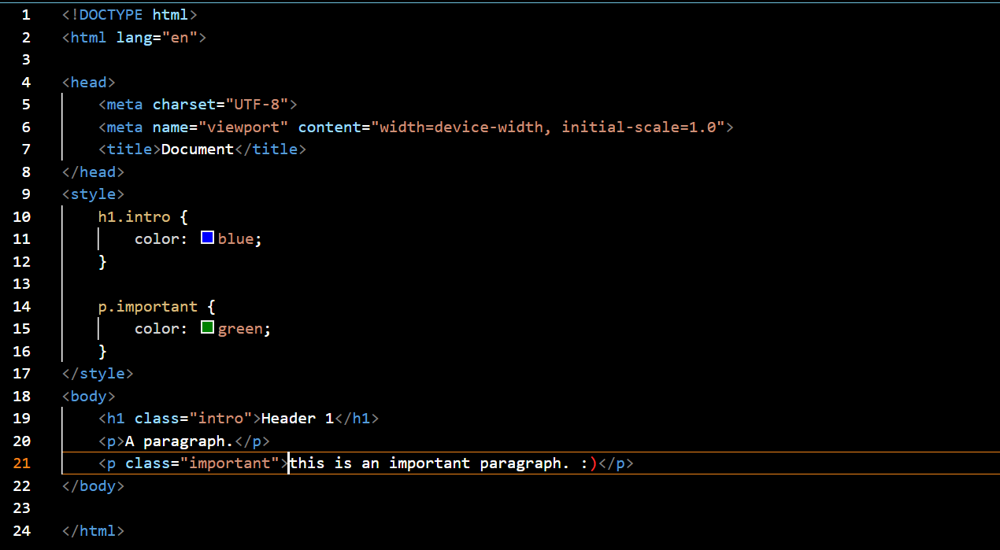 1 <!DOCTYPE html>
2 <html lang="en">
3
4 <head>
5     <meta charset="UTF-8">
6     <meta name="viewport" content="width=device-width, initial-scale=1.0">
7     <title>Document</title>
8 </head>
9 <style>
10     h1.intro {
11         color: blue;
12     }
13
14     p.important {
15         color: green;
16     }
17 </style>
18 <body>
19     <h1 class="intro">Header 1</h1>
20     <p>A paragraph.</p>
21     <p class="important">this is an important paragraph. :)</p>
22 </body>
23
24 </html>